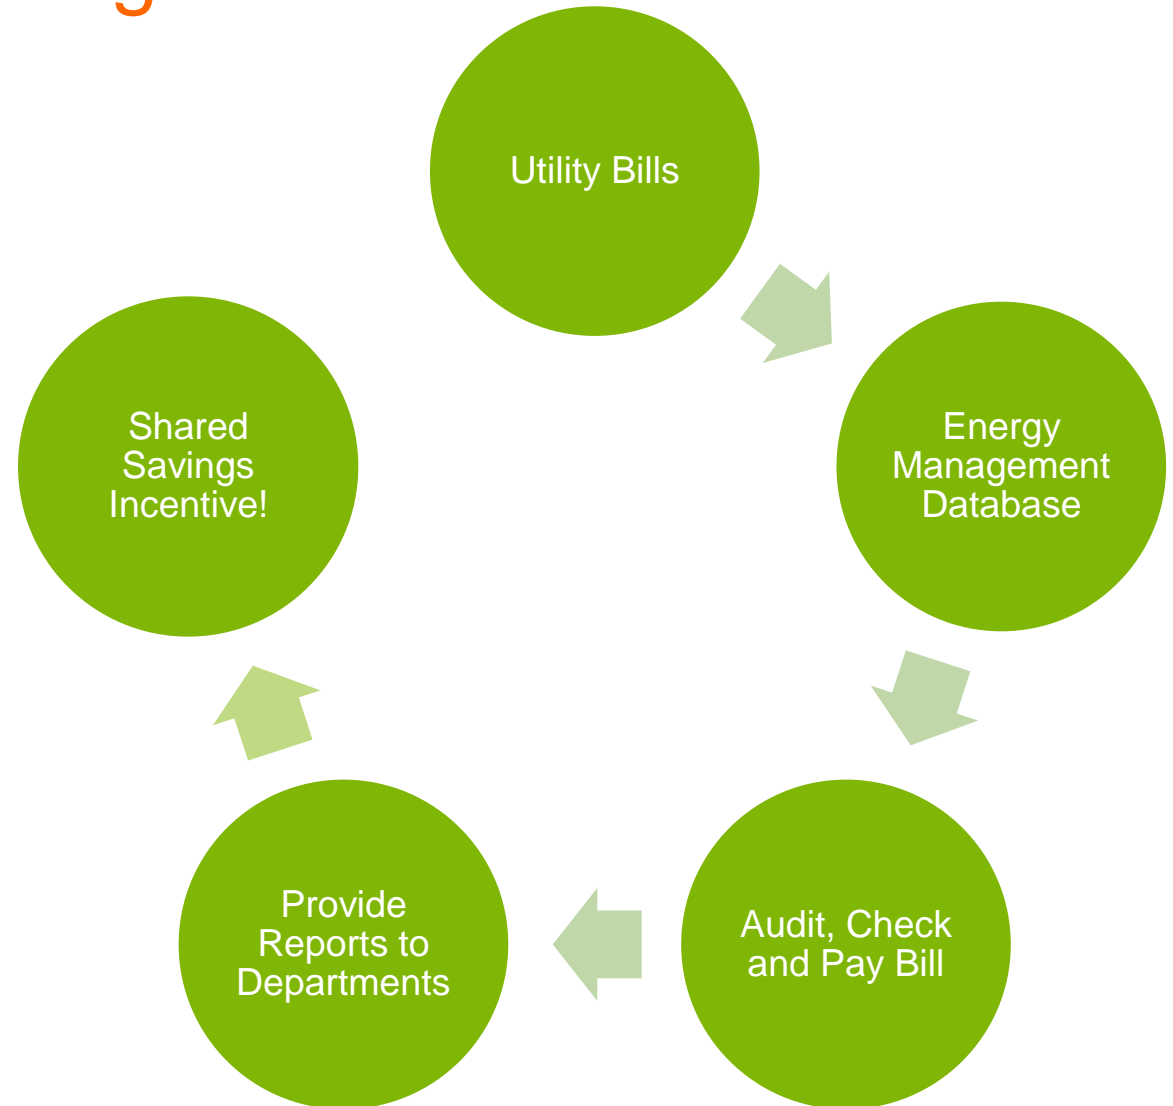 Utility Bills
Energy
Management
Database
Audit, Check
and Pay Bill
Provide
Reports to
Departments
Shared
Savings
Incentive!